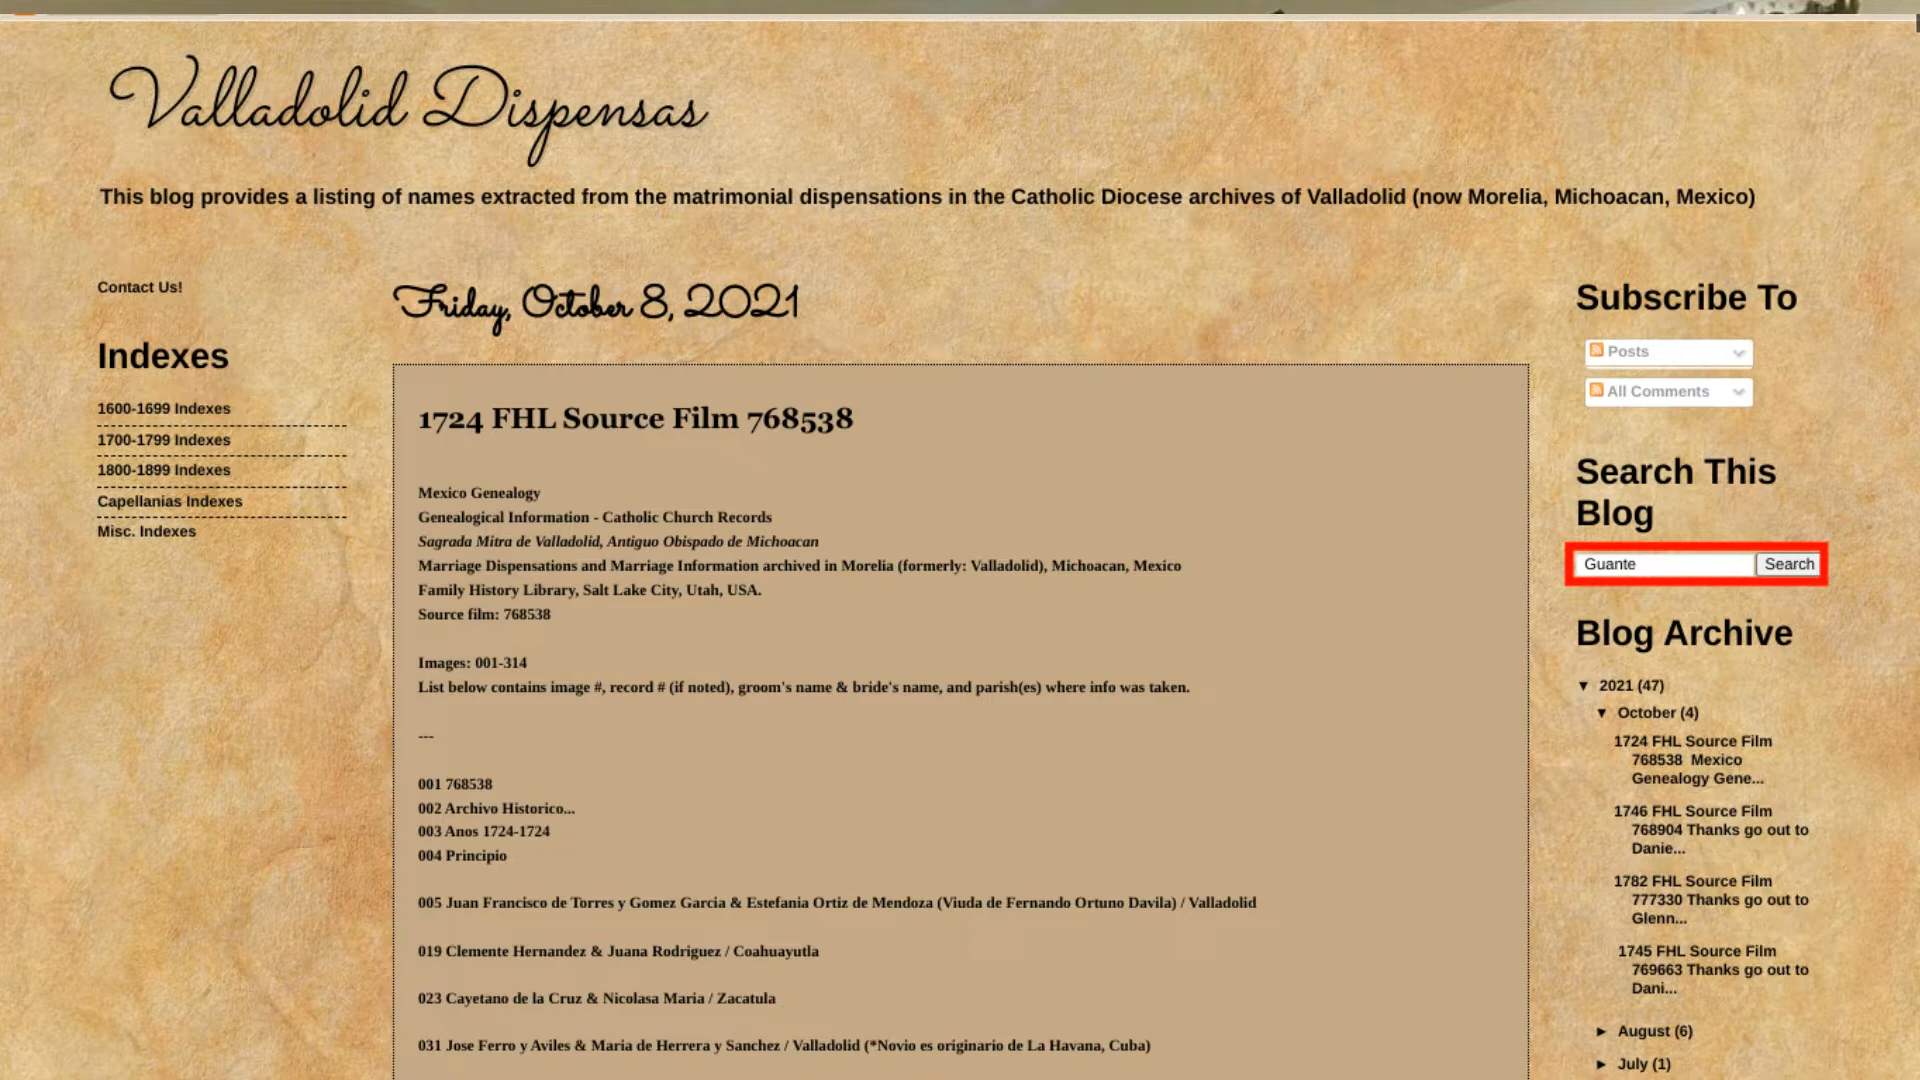 Valladolid Dispensas
This blog provides a listing of names extracted from the matrimonial dispensations in the Catholic Diocese archives of Valladolid (now Morelia, Michoacan, Mexico)
Contact Us!
Indexes
1600-1699 Indexes
1700-1799 Indexes
1800-1899 Indexes
Capellanias Indexes
Misc. Indexes
Friday, October 8, 2021
1724 FHL Source Film 768538
Mexico Genealogy
Genealogical Information - Catholic Church Records
Sagrada Mitra de Valladolid, Antiguo Obispado de Michoacan
Marriage Dispensations and Marriage Information archived in Morelia (formerly: Valladolid), Michoacan, Mexico
Family History Library, Salt Lake City, Utah, USA.
Source film: 768538
Images: 001-314
List below contains image #, record # (if noted), groom's name & bride's name, and parish(es) where info was taken.
---
001 768538
002 Archivo Historico...
003 Anos 1724-1724
004 Principio
005 Juan Francisco de Torres y Gomez Garcia & Estefania Ortiz de Mendoza (Viuda de Fernando Ortuno Davila) / Valladolid
019 Clemente Hernandez & Juana Rodriguez / Coahuayutla
023 Cayetano de la Cruz & Nicolasa Maria / Zacatula
031 Jose Ferro y Aviles & Maria de Herrera y Sanchez / Valladolid (*Novio es originario de La Havana, Cuba)
Subscribe To
Posts
All Comments
Search This
Blog
Guante Search
Blog Archive
▼ 2021 (47)
▼ October (4)
1724 FHL Source Film
768538 Mexico
Genealogy Gene...
1746 FHL Source Film
768904 Thanks go out to
Danie...
1782 FHL Source Film
777330 Thanks go out to
Glenn...
1745 FHL Source Film
769663 Thanks go out to
Dani...
► August (6)
► July (1)